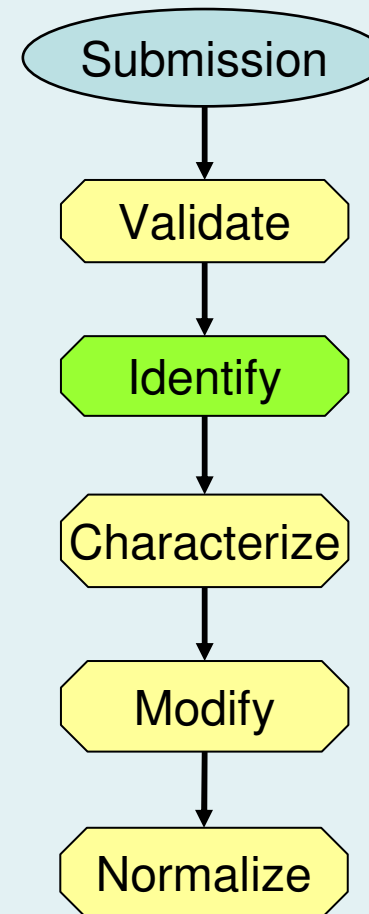 Submission
Validate
Identify
Characterize
Modify
Normalize